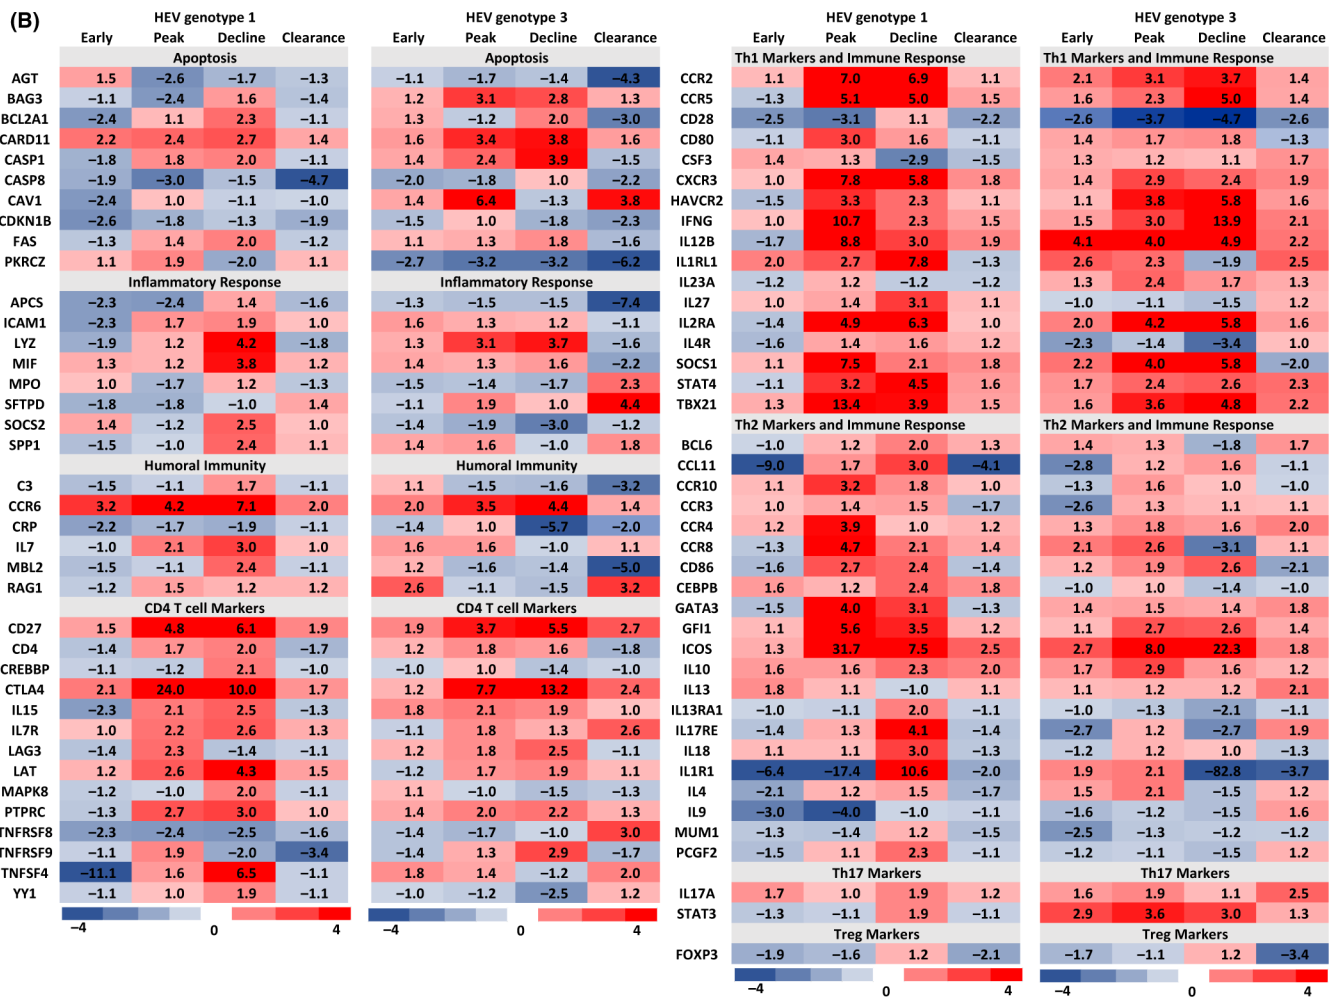 (B)
HEV genotype 1 HEV genotype 3
Early Peak Decline Clearance Early Peak Decline Clearance
Apoptosis Apoptosis
AGT 1.5 −2.6 −1.7 −1.3 −1.1 −1.7 −1.4 −4.3
BAG3 −1.1 −2.4 1.6 −1.4 1.2 3.1 2.8 1.3
BCL2A1 −2.4 1.1 2.3 −1.1 1.3 −1.2 2.0 −3.0
CARD11 2.2 2.4 2.7 1.4 1.6 3.4 3.8 1.6
CASP1 −1.8 1.8 2.0 −1.1 1.4 2.4 3.9 −1.5
CASP8 −1.9 −3.0 −1.5 −4.7 −2.0 −1.8 1.0 −2.2
CAV1 −2.4 1.0 −1.1 −1.0 1.4 6.4 −1.3 3.8
CDKN1B −2.6 −1.8 −1.3 −1.9 −1.5 1.0 −1.8 −2.3
FAS −1.3 1.4 2.0 −1.2 1.1 1.3 1.8 −1.6
PKRCZ 1.1 1.9 −2.0 1.1 −2.7 −3.2 −3.2 −6.2
Inflammatory Response Inflammatory Response
APCS −2.3 −2.4 1.4 −1.6 −1.3 −1.5 −1.5 −7.4
ICAM1 −2.3 1.7 1.9 1.0 1.6 1.3 1.2 −1.1
LYZ −1.9 1.2 4.2 −1.8 1.3 3.1 3.7 −1.6
MIF 1.3 1.2 3.8 1.2 1.4 1.3 1.6 −2.2
MPO 1.0 −1.7 1.2 −1.3 −1.5 −1.4 −1.7 2.3
SFTPD −1.8 −1.8 −1.0 1.4 −1.1 1.9 1.0 4.4
SOCS2 1.4 −1.2 2.5 1.0 −1.4 −1.9 −3.0 −1.2
SPP1 −1.5 −1.0 2.4 1.1 1.4 1.6 −1.0 1.8
Humoral Immunity Humoral Immunity
C3 −1.5 −1.1 1.7 −1.1 1.1 −1.5 −1.6 −3.2
CCR6 3.2 4.2 7.1 2.0 2.0 3.5 4.4 1.4
CRP −2.2 −1.7 −1.9 −1.1 −1.4 1.0 −5.7 −2.0
IL7 −1.0 2.1 3.0 1.0 1.6 1.6 −1.0 1.1
MBL2 −1.5 −1.1 2.4 −1.1 1.2 −1.6 −1.4 −5.0
RAG1 −1.2 1.5 1.2 1.2 2.6 −1.1 −1.5 3.2
CD4 T cell Markers CD4 T cell Markers
CD27 1.5 4.8 6.1 1.9 1.9 3.7 5.5 2.7
CD4 −1.4 1.7 2.0 −1.7 1.2 1.8 1.6 −1.8
CREBBP −1.1 −1.2 2.1 −1.0 −1.0 1.0 −1.4 −1.0
CTLA4 2.1 24.0 10.0 1.7 1.2 7.7 13.2 2.4
IL15 −2.3 2.1 2.5 −1.3 1.8 2.1 1.9 1.0
IL7R 1.0 2.2 2.6 1.3 −1.1 1.8 1.3 2.6
LAG3 −1.4 2.3 −1.4 −1.1 1.2 1.8 2.5 −1.1
LAT 1.2 2.6 4.3 1.5 −1.2 1.7 1.9 1.1
MAPK8 −1.2 −1.0 2.0 −1.1 1.1 −1.0 −1.5 −1.3
PTPRC −1.3 2.7 3.0 1.0 1.4 2.0 2.2 1.3
TNFRSF8 −2.3 −2.4 −2.5 −1.6 −1.4 −1.7 −1.0 3.0
TNFRSF9 −1.1 1.9 −2.0 −3.4 −1.4 1.3 2.9 −1.7
TNFSF4 −11.1 1.6 6.5 −1.1 1.8 1.4 −1.2 2.0
YY1 −1.1 1.0 1.9 −1.1 −1.0 −1.2 −2.5 1.2
−4 0 4 −4 0 4
HEV genotype 1 HEV genotype 3
Early Peak Decline Clearance Early Peak Decline Clearance
Th1 Markers and Immune Response Th1 Markers and Immune Response
CCR2 1.1 7.0 6.9 1.1 2.1 3.1 3.7 1.4
CCR5 −1.3 5.1 5.0 1.5 1.6 2.3 5.0 1.4
CD28 −2.5 −3.1 1.1 −2.2 −2.6 −3.7 −4.7 −2.6
CD80 −1.1 3.0 1.6 −1.1 1.4 1.7 1.8 −1.3
CSF3 1.4 1.3 −2.9 −1.5 1.3 1.2 1.1 1.7
CXCR3 1.0 7.8 5.8 1.8 1.4 2.9 2.4 1.9
HAVCR2 −1.5 3.3 2.3 1.1 1.1 3.8 5.8 1.6
IFNG 1.0 10.7 2.3 1.5 1.5 3.0 13.9 2.1
IL12B −1.7 8.8 3.0 1.9 4.1 4.0 4.9 2.2
IL1RL1 2.0 2.7 7.8 −1.3 2.6 2.3 −1.9 2.5
IL23A −1.2 1.2 −1.2 −1.2 1.3 2.4 1.7 1.3
IL27 1.0 1.4 3.1 1.1 −1.0 −1.1 −1.5 1.2
IL2RA −1.4 4.9 6.3 1.0 2.0 4.2 5.8 1.6
IL4R −1.6 1.4 1.6 1.2 −2.3 −1.4 −3.4 1.0
SOCS1 1.1 7.5 2.1 1.8 2.2 4.0 5.8 −2.0
STAT4 −1.1 3.2 4.5 1.6 1.7 2.4 2.6 2.3
TBX21 1.3 13.4 3.9 1.5 1.6 3.6 4.8 2.2
Th2 Markers and Immune Response Th2 Markers and Immune Response
BCL6 −1.0 1.2 2.0 1.3 1.4 1.3 −1.8 1.7
CCL11 −9.0 1.7 3.0 −4.1 −2.8 1.2 1.6 −1.1
CCR10 1.1 3.2 1.8 1.0 −1.3 1.6 1.0 −1.0
CCR3 1.0 1.4 1.5 −1.7 −2.6 1.3 1.1 1.1
CCR4 1.2 3.9 1.0 1.2 1.3 1.8 1.6 2.0
CCR8 −1.3 4.7 2.1 1.4 2.1 2.6 −3.1 1.1
CD86 −1.6 2.7 2.4 −1.4 1.2 1.9 2.6 −2.1
CEBPB 1.6 1.2 2.4 1.8 −1.0 1.0 −1.4 −1.0
GATA3 −1.5 4.0 3.1 −1.3 1.4 1.5 1.4 1.8
GFI1 1.1 5.6 3.5 1.2 1.1 2.7 2.6 1.4
ICOS 1.3 31.7 7.5 2.5 2.7 8.0 22.3 1.8
IL10 1.6 1.6 2.3 2.0 1.7 2.9 1.6 1.2
IL13 1.8 1.1 −1.0 1.1 1.1 1.2 1.2 2.1
IL13RA1 −1.0 −1.1 2.0 −1.1 −1.0 −1.3 −2.1 −1.1
IL17RE −1.4 1.3 4.1 −1.4 −2.7 1.2 −2.7 1.9
IL18 1.1 1.1 3.0 −1.3 −1.2 1.2 1.0 −1.3
IL1R1 −6.4 −17.4 10.6 −2.0 1.9 2.1 −82.8 −3.7
IL4 −2.1 1.2 1.5 −1.7 1.5 2.1 −1.5 1.2
IL9 −3.0 −4.0 −1.0 −1.1 −1.6 −1.2 −1.5 1.6
MUM1 −1.3 −1.4 1.2 −1.5 −2.5 −1.3 −1.2 −1.2
PCGF2 −1.5 1.1 2.3 −1.1 −1.2 −1.1 −1.5 1.2
Th17 Markers Th17 Markers
IL17A 1.7 1.0 1.9 1.2 1.6 1.9 1.1 2.5
STAT3 −1.3 −1.1 1.9 −1.1 2.9 3.6 3.0 1.3
Treg Markers Treg Markers
FOXP3 −1.9 −1.6 1.2 −2.1 −1.7 −1.1 1.2 −3.4
−4 0 4 −4 0 4